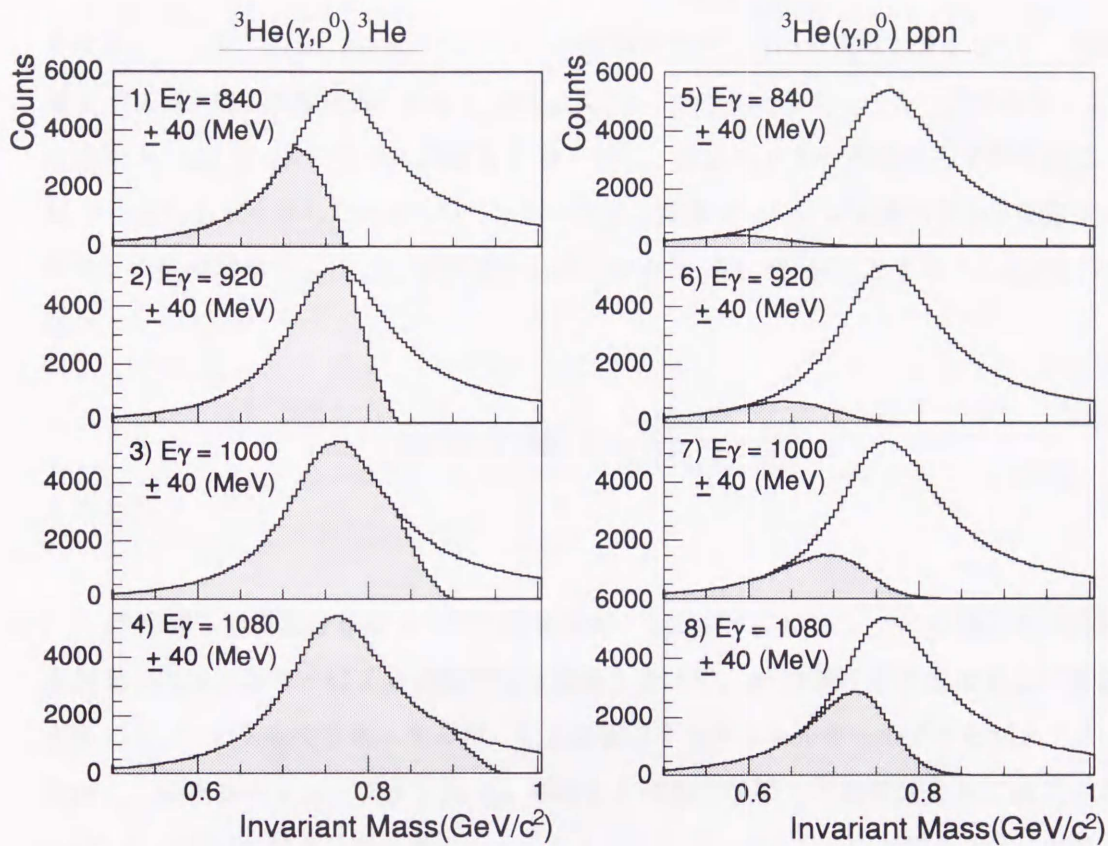 ³He(γ,ρ⁰) ³He
Counts
6000
4000
2000
0
1) Eγ = 840
± 40 (MeV)
4000
2000
0
2) Eγ = 920
± 40 (MeV)
4000
2000
0
3) Eγ = 1000
± 40 (MeV)
4000
2000
0
4) Eγ = 1080
± 40 (MeV)
0.6
0.8
1
Invariant Mass(GeV/c²)
³He(γ,ρ⁰) ppn
Counts
6000
4000
2000
0
5) Eγ = 840
± 40 (MeV)
4000
2000
0
6) Eγ = 920
± 40 (MeV)
4000
2000
7) Eγ = 1000
± 40 (MeV)
6000
4000
2000
0
8) Eγ = 1080
± 40 (MeV)
0.6
0.8
1
Invariant Mass(GeV/c²)